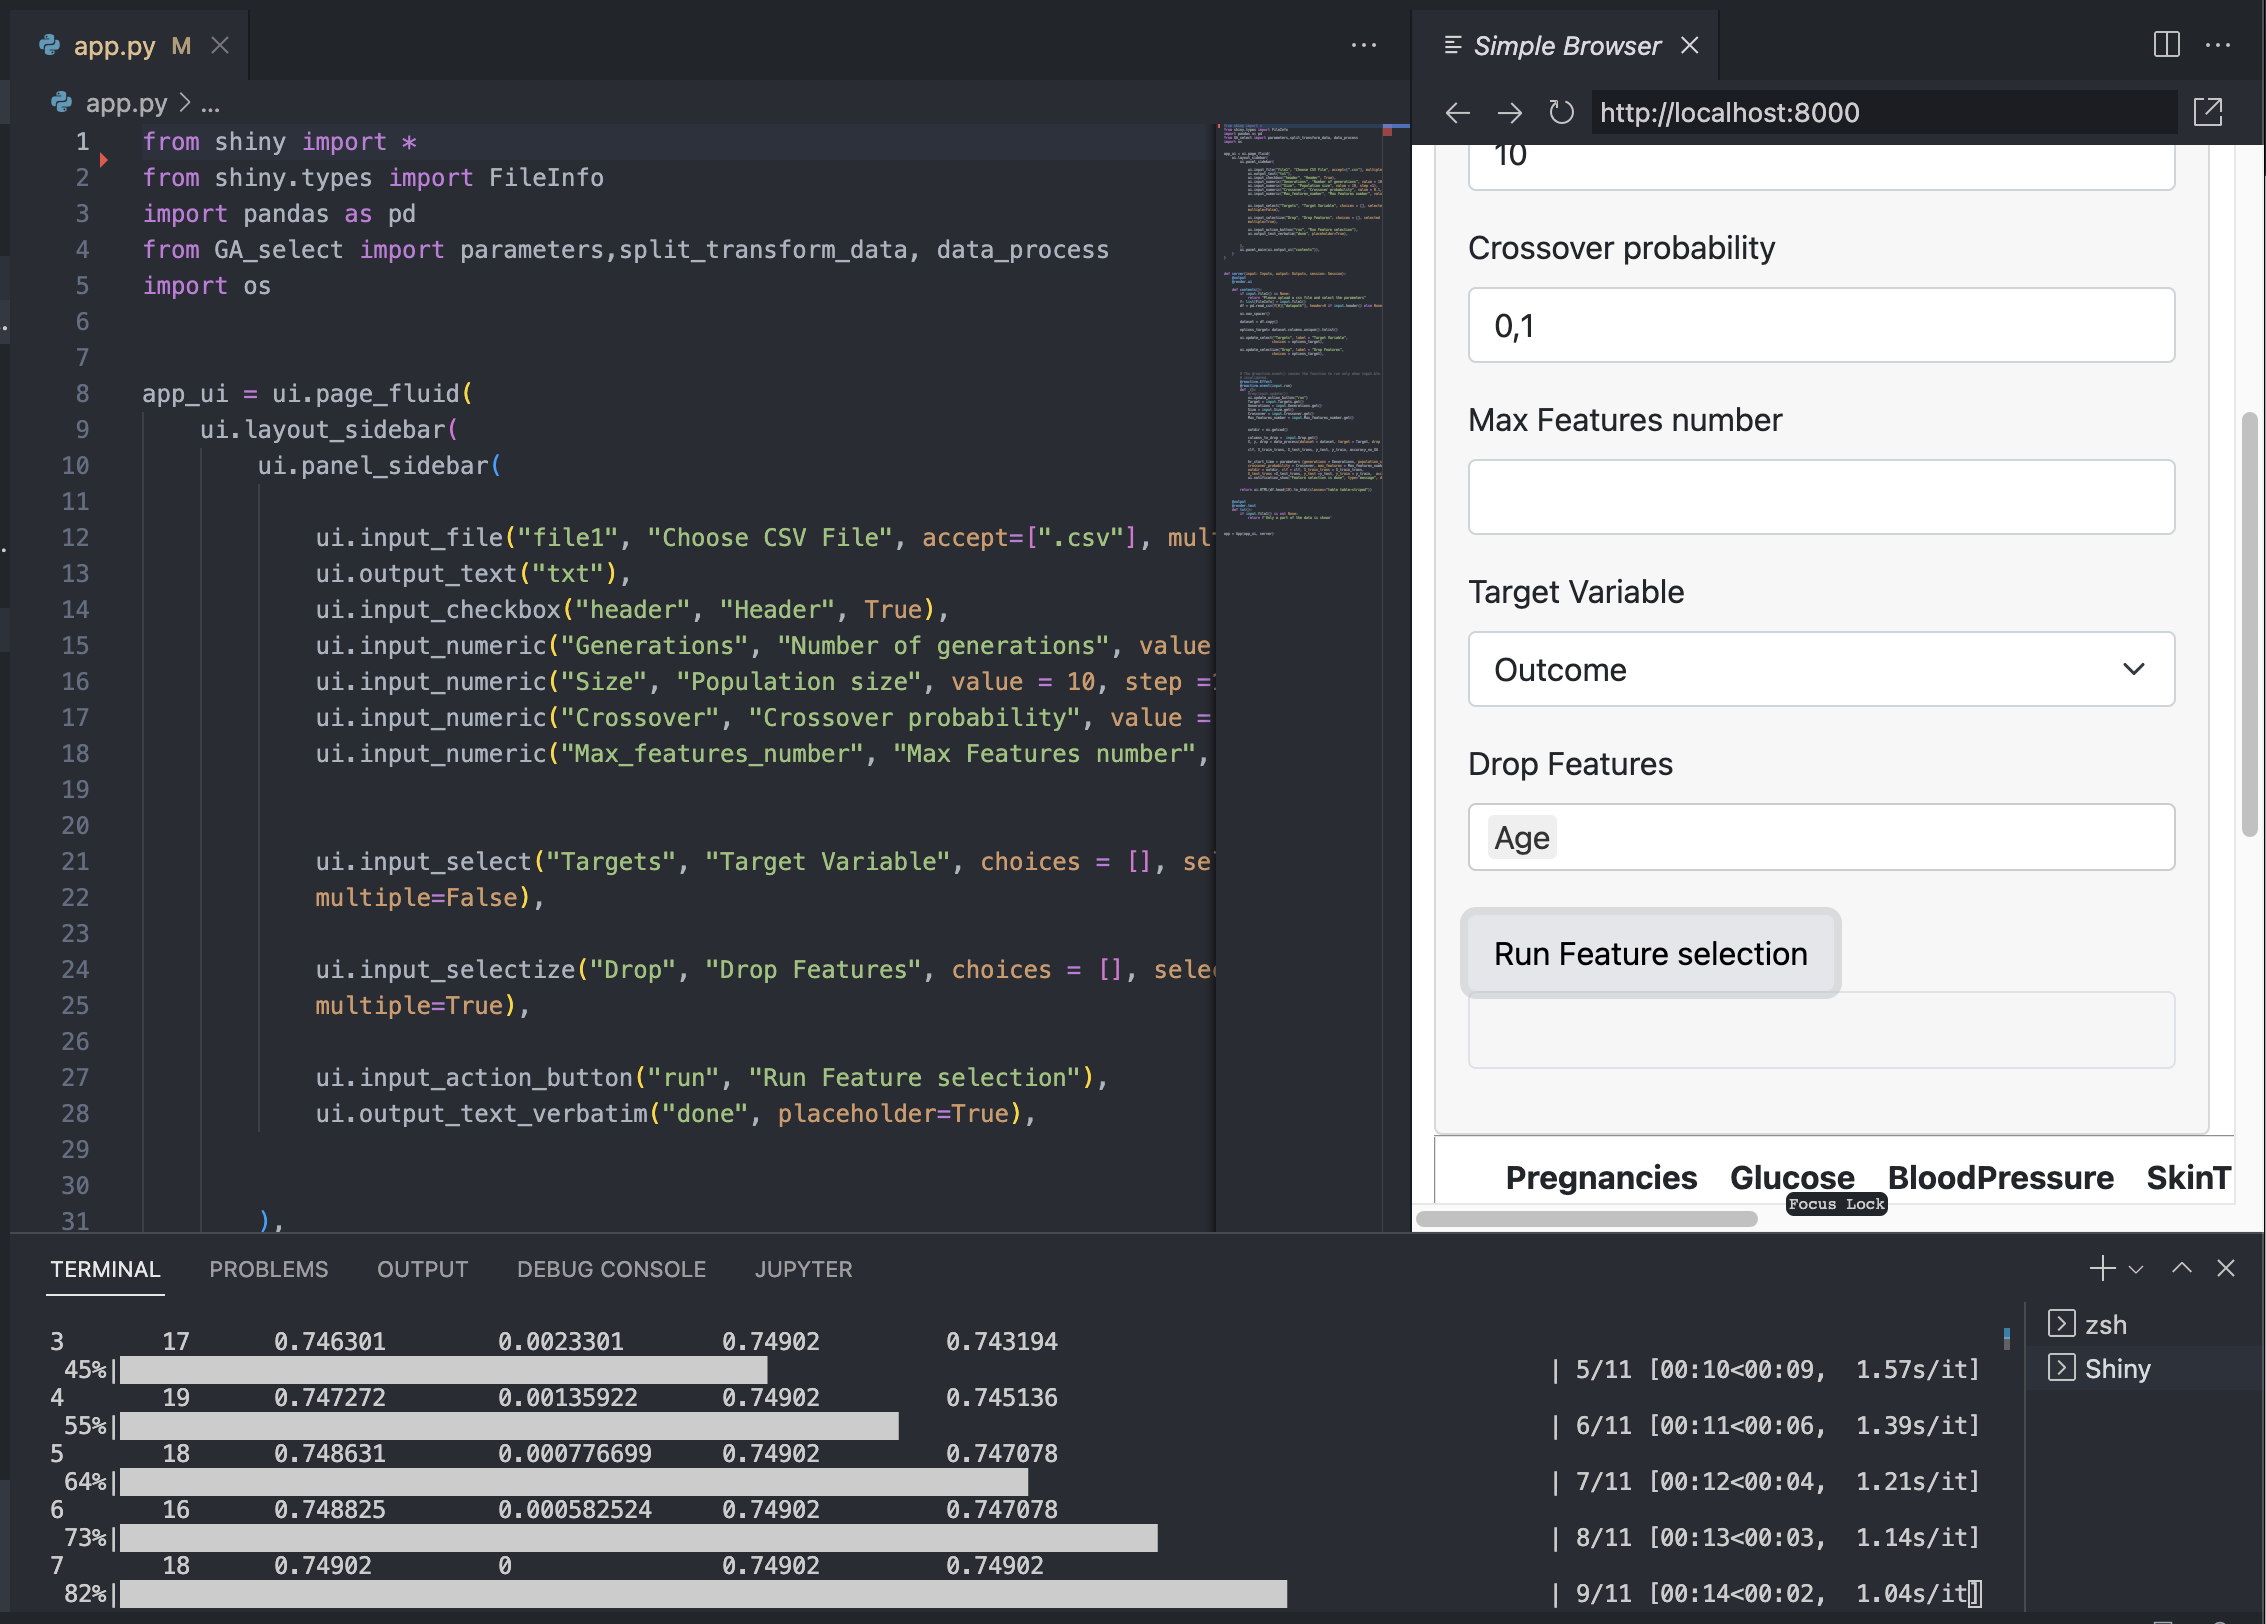 app.py M
app.py > ...
1 from shiny import *
2 from shiny.types import FileInfo
3 import pandas as pd
4 from GA_select import parameters,split_transform_data, data_process
5 import os
6
7
8 app_ui = ui.page_fluid(
9 ui.layout_sidebar(
10 ui.panel_sidebar(
11
12 ui.input_file("file1", "Choose CSV File", accept=[".csv"], mul
13 ui.output_text("txt"),
14 ui.input_checkbox("header", "Header", True),
15 ui.input_numeric("Generations", "Number of generations", value
16 ui.input_numeric("Size", "Population size", value = 10, step =
17 ui.input_numeric("Crossover", "Crossover probability", value =
18 ui.input_numeric("Max_features_number", "Max Features number",
19
20
21 ui.input_select("Targets", "Target Variable", choices = [], se
22 multiple=False),
23
24 ui.input_selectize("Drop", "Drop Features", choices = [], sele
25 multiple=True),
26
27 ui.input_action_button("run", "Run Feature selection"),
28 ui.output_text_verbatim("done", placeholder=True),
29
30
31 ),
Simple Browser
http://localhost:8000
10
Crossover probability
0,1
Max Features number
Target Variable
Outcome
Drop Features
Age
Run Feature selection
Pregnancies Glucose BloodPressure SkinT
Focus Lock
TERMINAL PROBLEMS OUTPUT DEBUG CONSOLE JUPYTER
3 17 0.746301 0.0023301 0.74902 0.743194
45%| | 5/11 [00:10<00:09, 1.57s/it]
4 19 0.747272 0.00135922 0.74902 0.745136
55%| | 6/11 [00:11<00:06, 1.39s/it]
5 18 0.748631 0.000776699 0.74902 0.747078
64%| | 7/11 [00:12<00:04, 1.21s/it]
6 16 0.748825 0.000582524 0.74902 0.747078
73%| | 8/11 [00:13<00:03, 1.14s/it]
7 18 0.74902 0 0.74902 0.74902
82%| | 9/11 [00:14<00:02, 1.04s/it]
zsh
Shiny